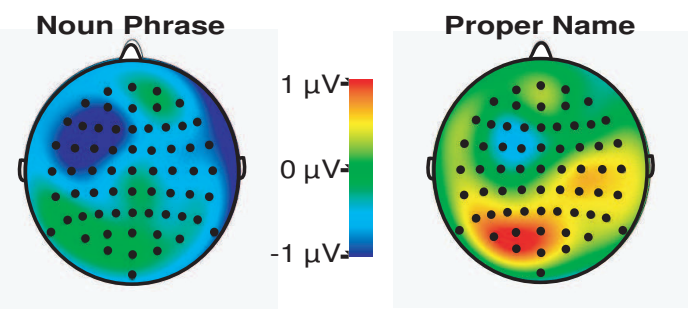 Noun Phrase
Proper Name
1 μV
0 μV
-1 μV